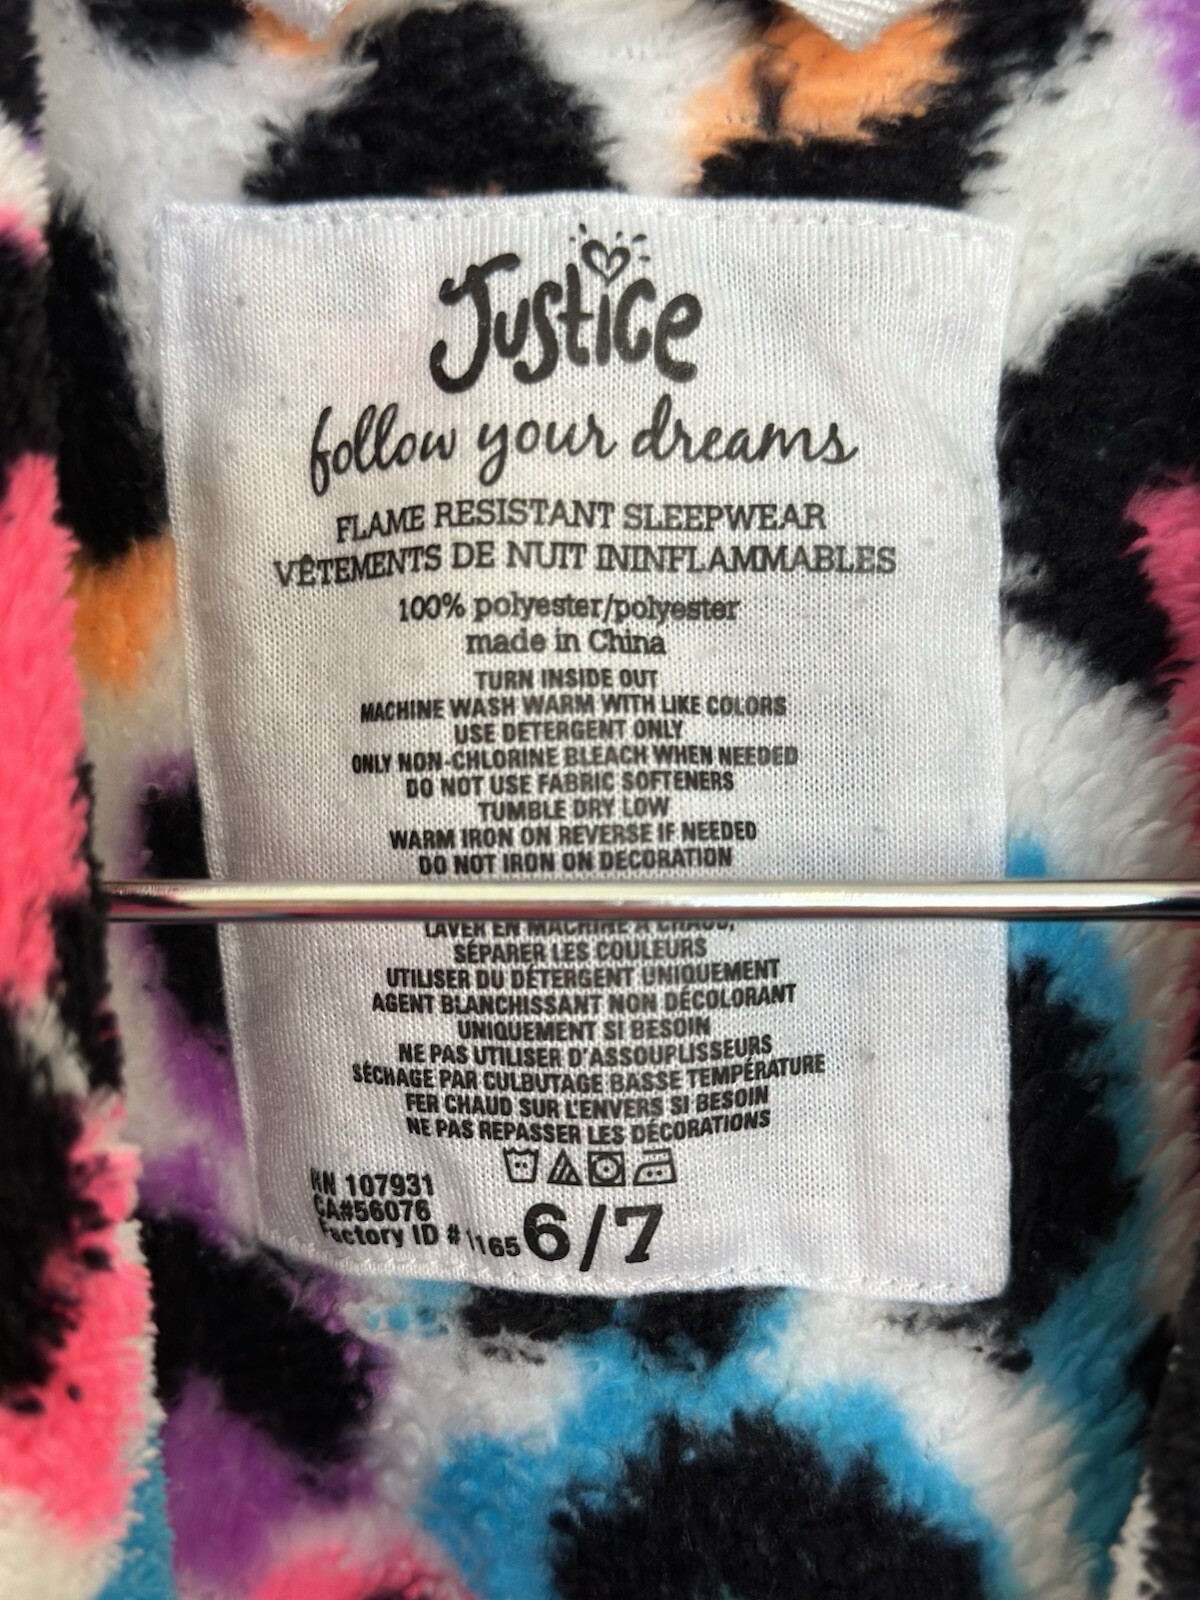 Justice
follow your dreams
FLAME RESISTANT SLEEPWEAR
VÊTEMENTS DE NUIT ININFLAMMABLES
100% polyester/polyester
made in China
TURN INSIDE OUT
MACHINE WASH WARM WITH LIKE COLORS
USE DETERGENT ONLY
ONLY NON-CHLORINE BLEACH WHEN NEEDED
DO NOT USE FABRIC SOFTENERS
TUMBLE DRY LOW
WARM IRON ON REVERSE IF NEEDED
DO NOT IRON ON DECORATION
LAVER EN MACHINE À CHAUD,
SÉPARER LES COULEURS
UTILISER DU DÉTERGENT UNIQUEMENT
AGENT BLANCHISSANT NON DÉCOLORANT
UNIQUEMENT SI BESOIN
NE PAS UTILISER D'ASSOUPLISSEURS
SÉCHAGE PAR CULBUTAGE BASSE TEMPÉRATURE
FER CHAUD SUR L'ENVERS SI BESOIN
NE PAS REPASSER LES DÉCORATIONS
RN 107931
CA#56076
Factory ID # 1165
6/7